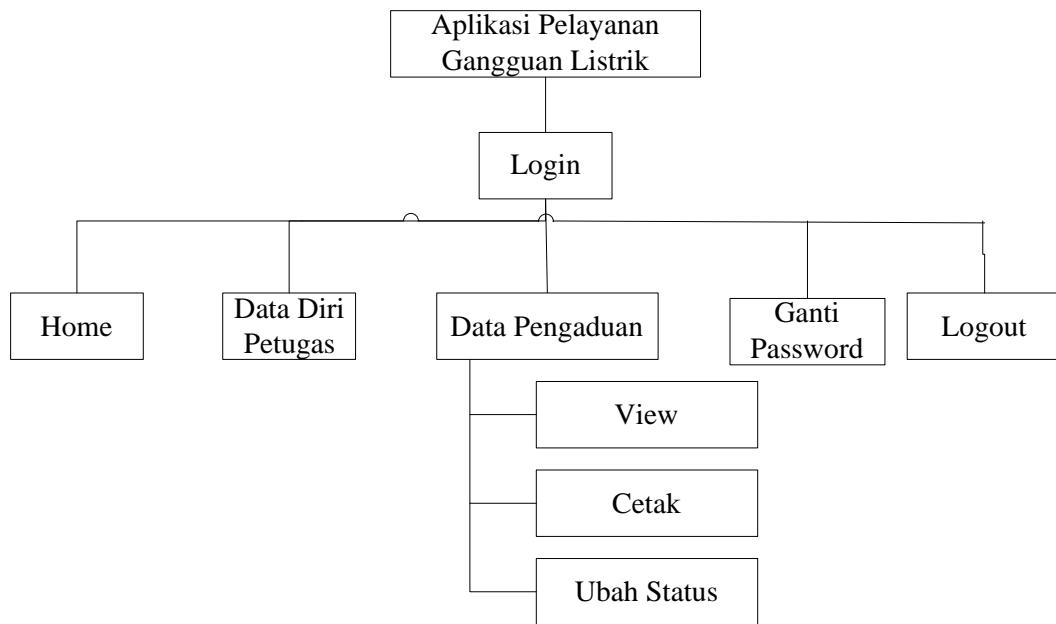 Aplikasi Pelayanan
Gangguan Listrik
Login
Home
Data Diri
Petugas
Data Pengaduan
Ganti
Password
Logout
View
Cetak
Ubah Status